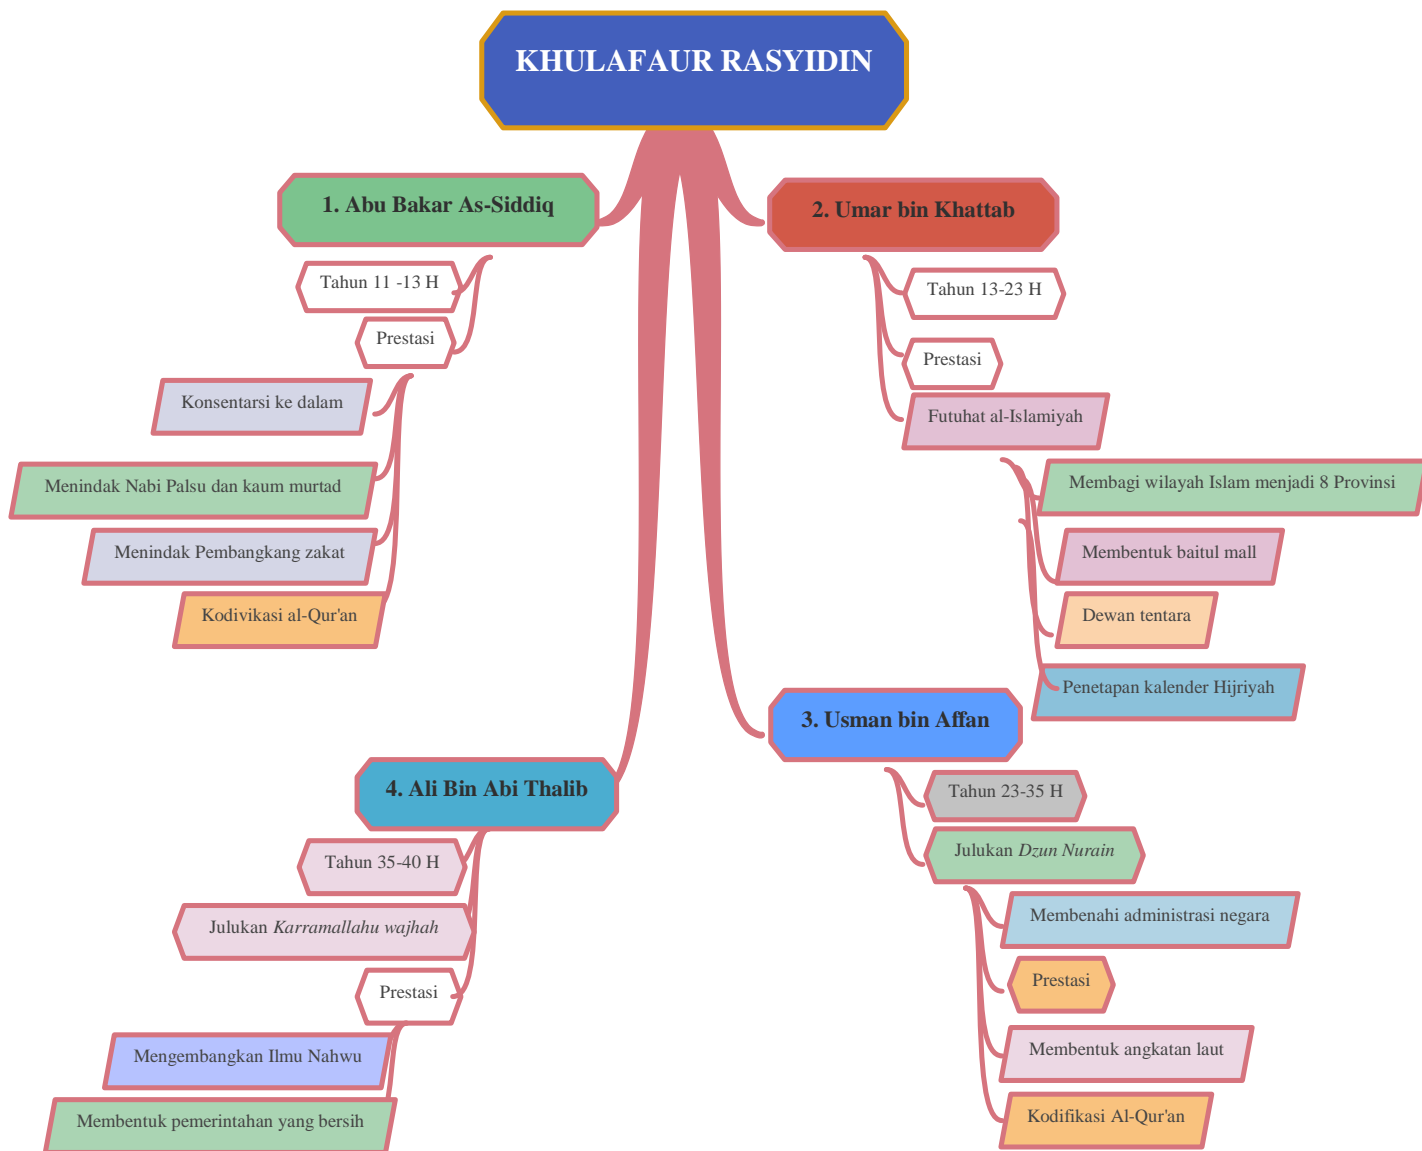 KHULAFAUR RASYIDIN
1. Abu Bakar As-Siddiq
Tahun 11 -13 H
Prestasi
Konsentarsi ke dalam
Menindak Nabi Palsu dan kaum murtad
Menindak Pembangkang zakat
Kodivikasi al-Qur'an
2. Umar bin Khattab
Tahun 13-23 H
Prestasi
Futuhat al-Islamiyah
Membagi wilayah Islam menjadi 8 Provinsi
Membentuk baitul mall
Dewan tentara
Penetapan kalender Hijriyah
3. Usman bin Affan
Tahun 23-35 H
Julukan Dzun Nurain
Membenahi administrasi negara
Prestasi
Membentuk angkatan laut
Kodifikasi Al-Qur'an
4. Ali Bin Abi Thalib
Tahun 35-40 H
Julukan Karramallahu wajhah
Prestasi
Mengembangkan Ilmu Nahwu
Membentuk pemerintahan yang bersih